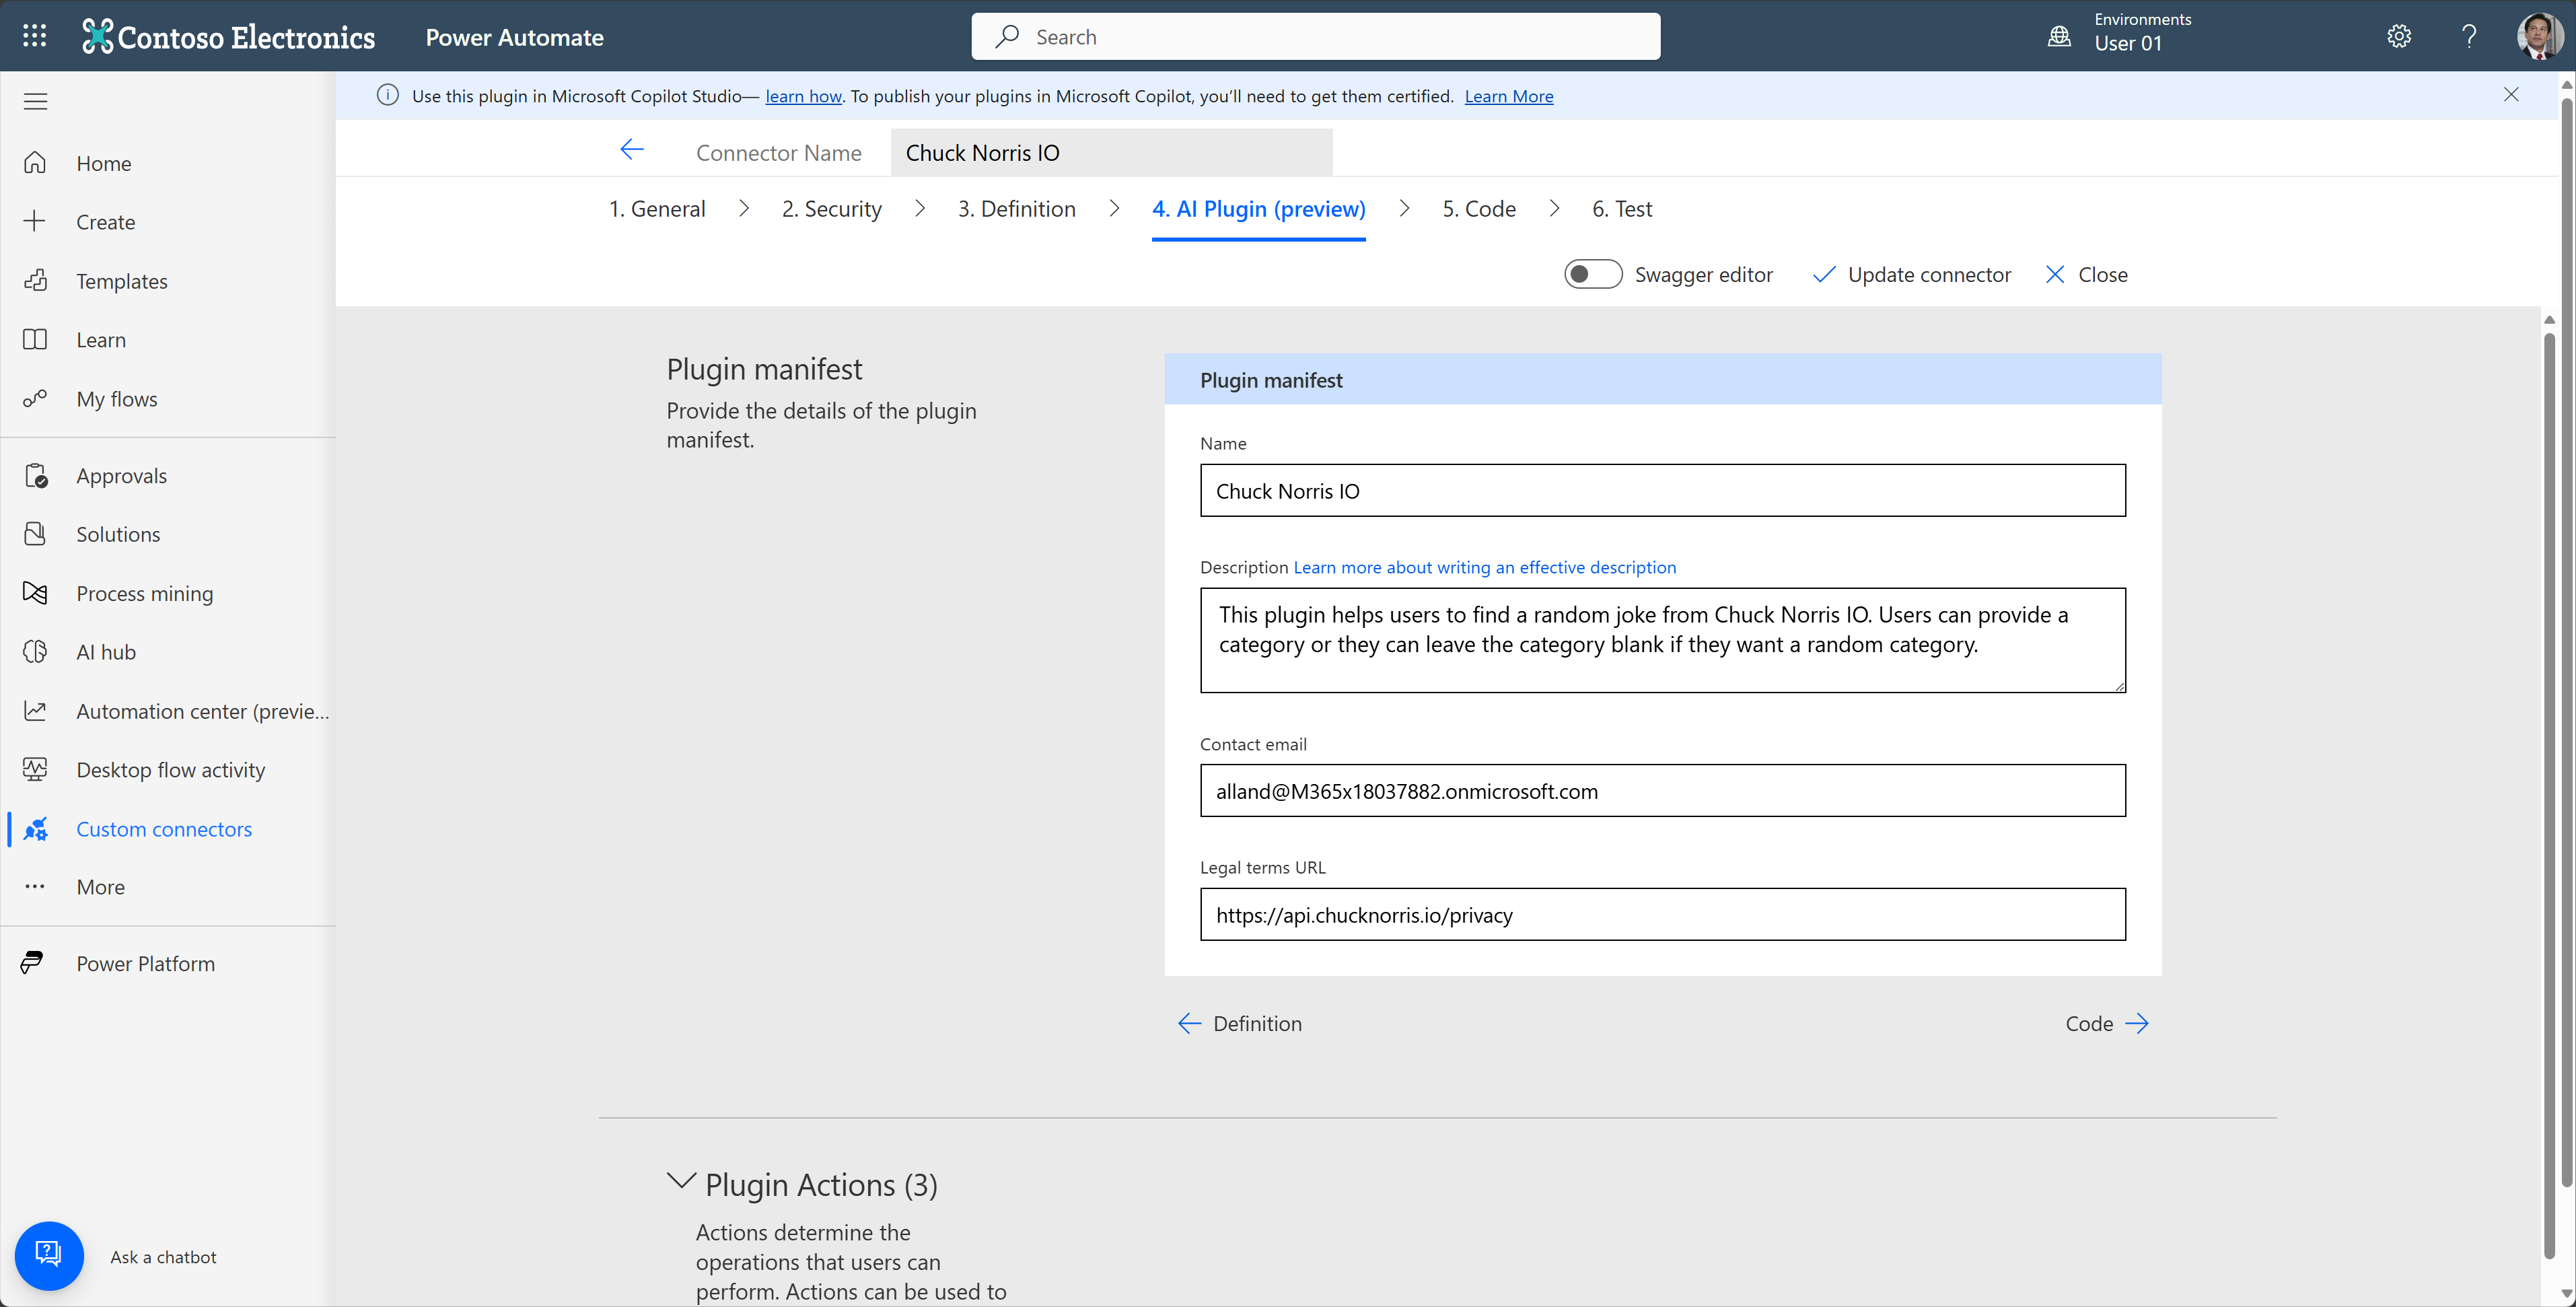 Contoso Electronics
Power Automate
Search
Environments
User 01
Use this plugin in Microsoft Copilot Studio— learn how. To publish your plugins in Microsoft Copilot, you'll need to get them certified. Learn More
Connector Name
Chuck Norris IO
1. General
2. Security
3. Definition
4. AI Plugin (preview)
5. Code
6. Test
Swagger editor
Update connector
Close
Home
Create
Templates
Learn
My flows
Approvals
Solutions
Process mining
AI hub
Automation center (previe...
Desktop flow activity
Custom connectors
More
Power Platform
Ask a chatbot
Plugin manifest
Provide the details of the plugin
manifest.
Plugin manifest
Name
Chuck Norris IO
Description Learn more about writing an effective description
This plugin helps users to find a random joke from Chuck Norris IO. Users can provide a
category or they can leave the category blank if they want a random category.
Contact email
alland@M365x18037882.onmicrosoft.com
Legal terms URL
https://api.chucknorris.io/privacy
Definition
Code
Plugin Actions (3)
Actions determine the
operations that users can
perform. Actions can be used to